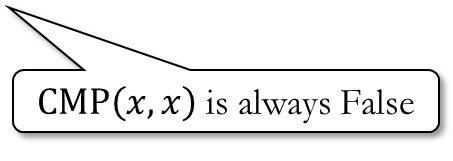 CMP(x, x) is always False